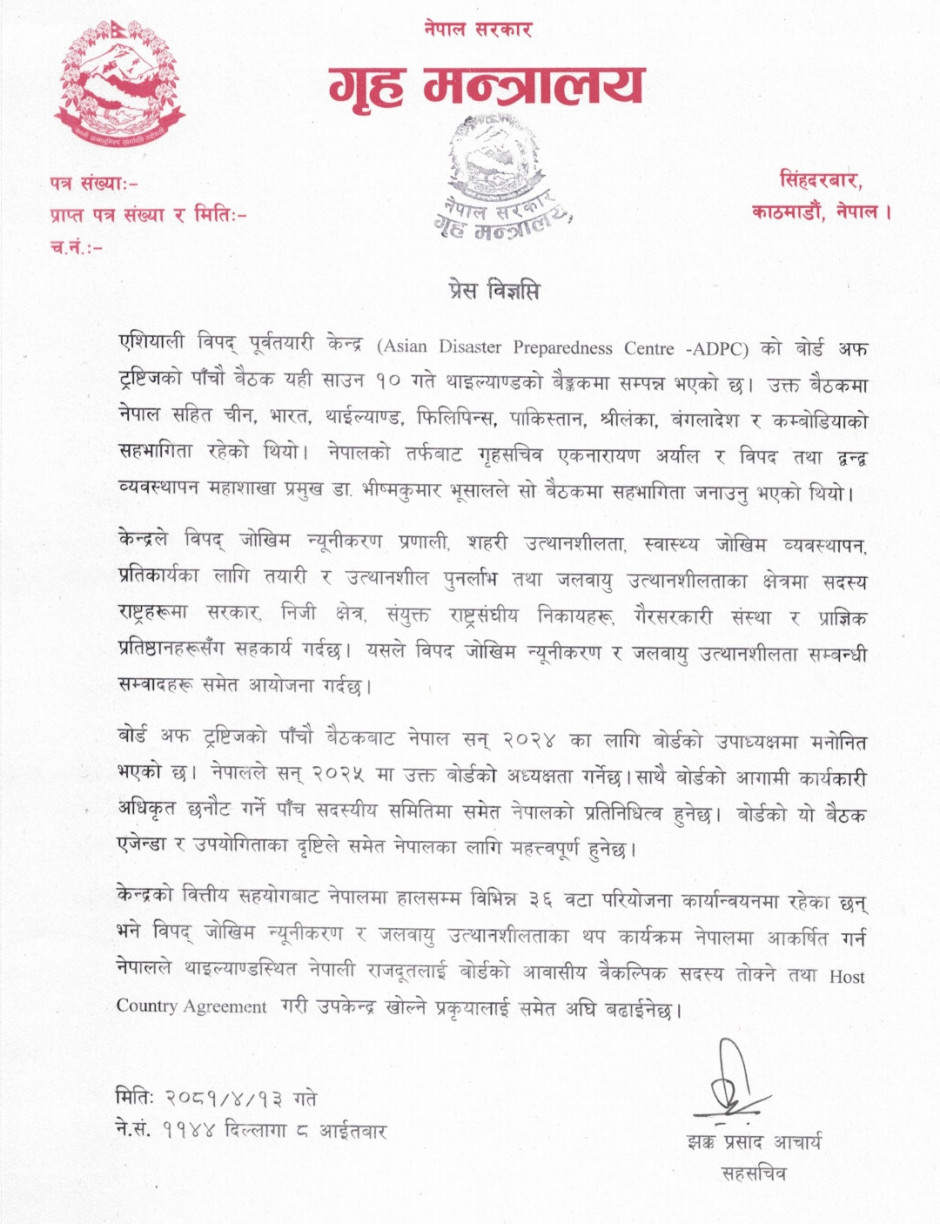 नेपाल सरकार
गृह मन्त्रालय
नेपाल सरकार
गृह मन्त्रालय
पत्र संख्याः-
प्राप्त पत्र संख्या र मितिः-
च.नं.:-
सिंहदरबार,
काठमाडौं, नेपाल ।
प्रेस विज्ञप्ति
एशियाली विपद् पूर्वतयारी केन्द्र (Asian Disaster Preparedness Centre -ADPC) को बोर्ड अफ
ट्रष्टिजको पाँचौ बैठक यही साउन १० गते थाइल्याण्डको बैङ्ककमा सम्पन्न भएको छ। उक्त बैठकमा
नेपाल सहित चीन, भारत, थाईल्याण्ड, फिलिपिन्स, पाकिस्तान, श्रीलंका, बंगलादेश र कम्बोडियाको
सहभागिता रहेको थियो। नेपालको तर्फबाट गृहसचिव एकनारायण अर्याल र विपद तथा द्वन्द्व
व्यवस्थापन महाशाखा प्रमुख डा. भीष्मकुमार भूसालले सो बैठकमा सहभागिता जनाउनु भएको थियो।
केन्द्रले विपद् जोखिम न्यूनीकरण प्रणाली, शहरी उत्थानशीलता, स्वास्थ्य जोखिम व्यवस्थापन,
प्रतिकार्यका लागि तयारी र उत्थानशील पुनर्लाभ तथा जलवायु उत्थानशीलताका क्षेत्रमा सदस्य
राष्ट्रहरूमा सरकार, निजी क्षेत्र, संयुक्त राष्ट्रसंघीय निकायहरू, गैरसरकारी संस्था र प्राज्ञिक
प्रतिष्ठानहरूसँग सहकार्य गर्दछ। यसले विपद जोखिम न्यूनीकरण र जलवायु उत्थानशीलता सम्बन्धी
सम्वादहरू समेत आयोजना गर्दछ।
बोर्ड अफ ट्रष्टिजको पाँचौ बैठकबाट नेपाल सन् २०२४ का लागि बोर्डको उपाध्यक्षमा मनोनित
भएको छ। नेपालले सन् २०२५ मा उक्त बोर्डको अध्यक्षता गर्नेछ।साथै बोर्डको आगामी कार्यकारी
अधिकृत छनौट गर्ने पाँच सदस्यीय समितिमा समेत नेपालको प्रतिनिधित्व हुनेछ। बोर्डको यो बैठक
एजेन्डा र उपयोगिताका दृष्टिले समेत नेपालका लागि महत्त्वपूर्ण हुनेछ।
केन्द्रको वित्तीय सहयोगबाट नेपालमा हालसम्म विभिन्न ३६ वटा परियोजना कार्यान्वयनमा रहेका छन्
भने विपद् जोखिम न्यूनीकरण र जलवायु उत्थानशीलताका थप कार्यक्रम नेपालमा आकर्षित गर्न
नेपालले थाइल्याण्डस्थित नेपाली राजदूतलाई बोर्डको आवासीय वैकल्पिक सदस्य तोक्ने तथा Host
Country Agreement गरी उपकेन्द्र खोल्ने प्रकृयालाई समेत अघि बढाईनेछ।
मितिः २०८१/४/१३ गते
ने.सं. ११४४ दिल्लागा ८ आईतबार
झक्क प्रसाद आचार्य
सहसचिव